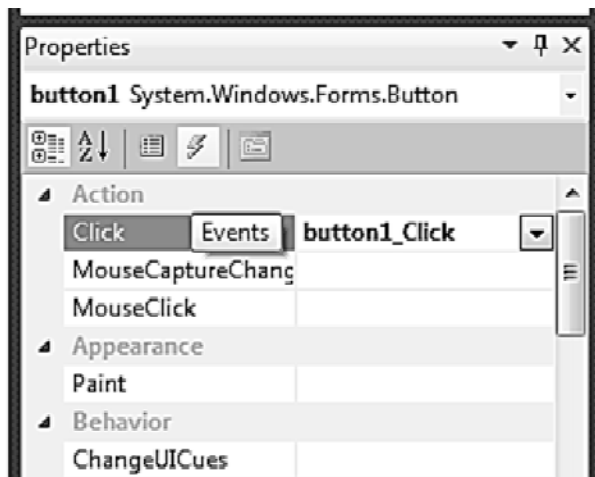 Properties
button1 System.Windows.Forms.Button
Action
Click Events button1_Click
MouseCaptureChang
MouseClick
Appearance
Paint
Behavior
ChangeUICues